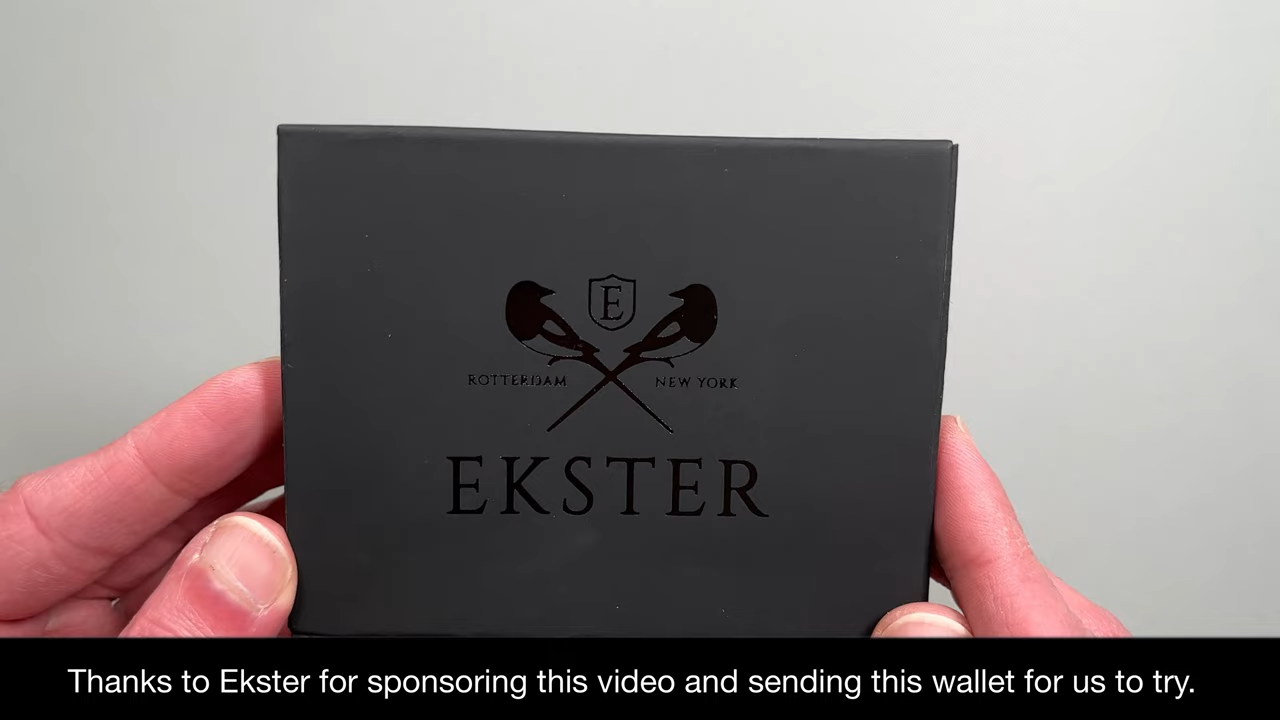 E
ROTTERDAM NEW YORK
EKSTER
Thanks to Ekster for sponsoring this video and sending this wallet for us to try.